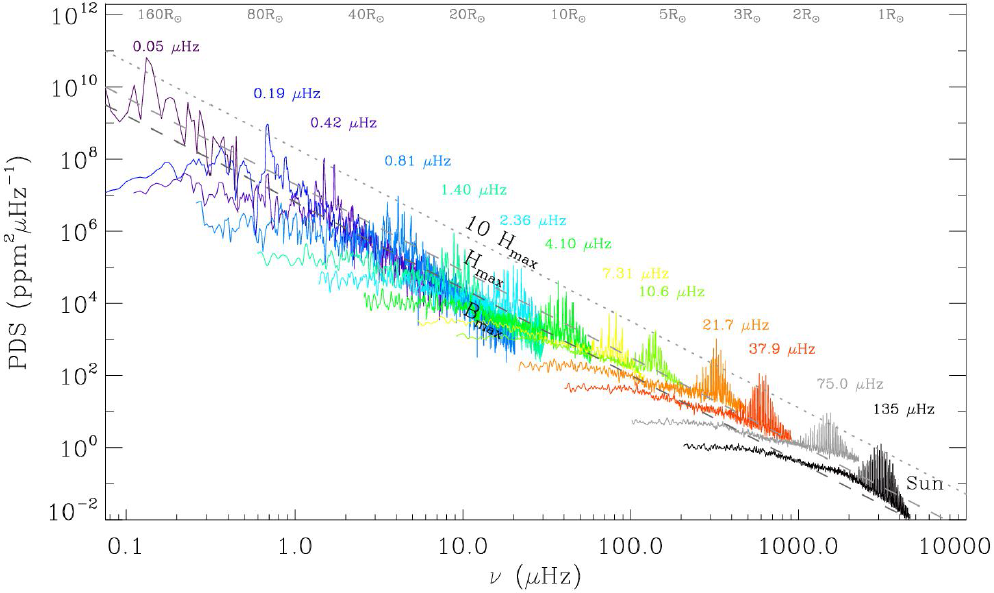 160R☉ 80R☉ 40R☉ 20R☉ 10R☉ 5R☉ 3R☉ 2R☉ 1R☉
10¹²
0.05 μHz
10¹⁰
0.19 μHz
0.42 μHz
10⁸
0.81 μHz
1.40 μHz
2.36 μHz
10⁶
10 Hmax
4.10 μHz
Hmax
7.31 μHz
10.6 μHz
10⁴
Bmax
21.7 μHz
37.9 μHz
10²
75.0 μHz
135 μHz
10⁰
Sun
10⁻²
PDS (ppm²μHz⁻¹)
0.1 1.0 10.0 100.0 1000.0 10000
ν (μHz)